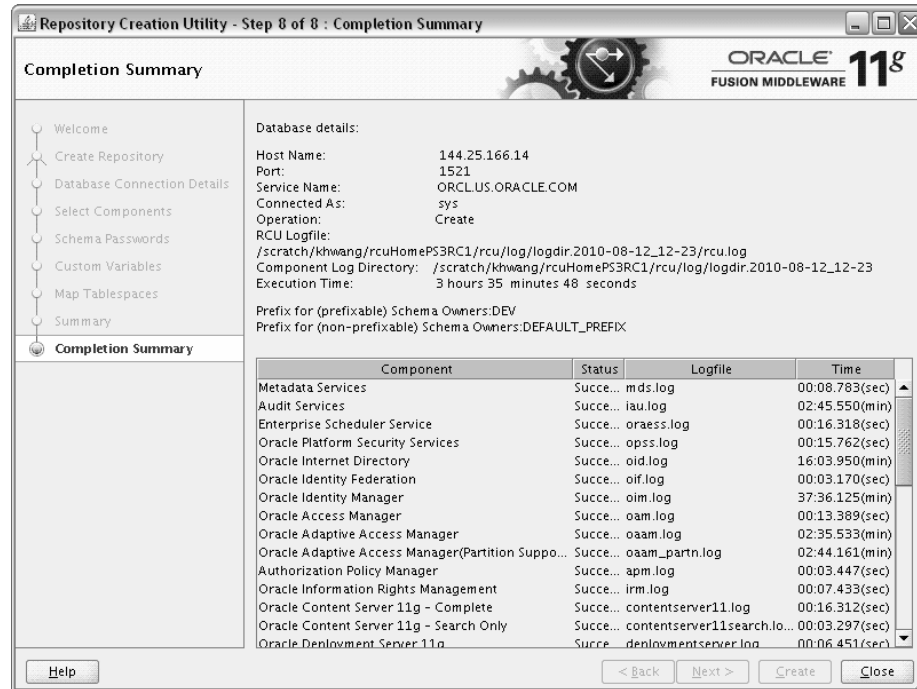 Repository Creation Utility - Step 8 of 8 : Completion Summary
Completion Summary
ORACLE
FUSION MIDDLEWARE 11g
Welcome
Create Repository
Database Connection Details
Select Components
Schema Passwords
Custom Variables
Map Tablespaces
Summary
Completion Summary
Database details:
Host Name: 144.25.166.14
Port: 1521
Service Name: ORCL.US.ORACLE.COM
Connected As: sys
Operation: Create
RCU Logfile:
/scratch/khwang/rcuHomePS3RC1/rcu/log/logdir.2010-08-12_12-23/rcu.log
Component Log Directory: /scratch/khwang/rcuHomePS3RC1/rcu/log/logdir.2010-08-12_12-23
Execution Time: 3 hours 35 minutes 48 seconds
Prefix for (prefixable) Schema Owners:DEV
Prefix for (non-prefixable) Schema Owners:DEFAULT_PREFIX
Component Status Logfile Time
Metadata Services Succe... mds.log 00:08.783(sec)
Audit Services Succe... iau.log 02:45.550(min)
Enterprise Scheduler Service Succe... oraess.log 00:16.318(sec)
Oracle Platform Security Services Succe... opss.log 00:15.762(sec)
Oracle Internet Directory Succe... oid.log 16:03.950(min)
Oracle Identity Federation Succe... oif.log 00:03.170(sec)
Oracle Identity Manager Succe... oim.log 37:36.125(min)
Oracle Access Manager Succe... oam.log 00:13.389(sec)
Oracle Adaptive Access Manager Succe... oaam.log 02:35.533(min)
Oracle Adaptive Access Manager(Partition Suppo... Succe... oaam_partn.log 02:44.161(min)
Authorization Policy Manager Succe... apm.log 00:03.447(sec)
Oracle Information Rights Management Succe... irm.log 00:07.433(sec)
Oracle Content Server 11g - Complete Succe... contentserver11.log 00:16.312(sec)
Oracle Content Server 11g - Search Only Succe... contentserver11search.lo... 00:03.297(sec)
Oracle Deployment Server 11g Succe... deploymentserver.log 00:06.451(sec)
Help
< Back
Next >
Create
Close